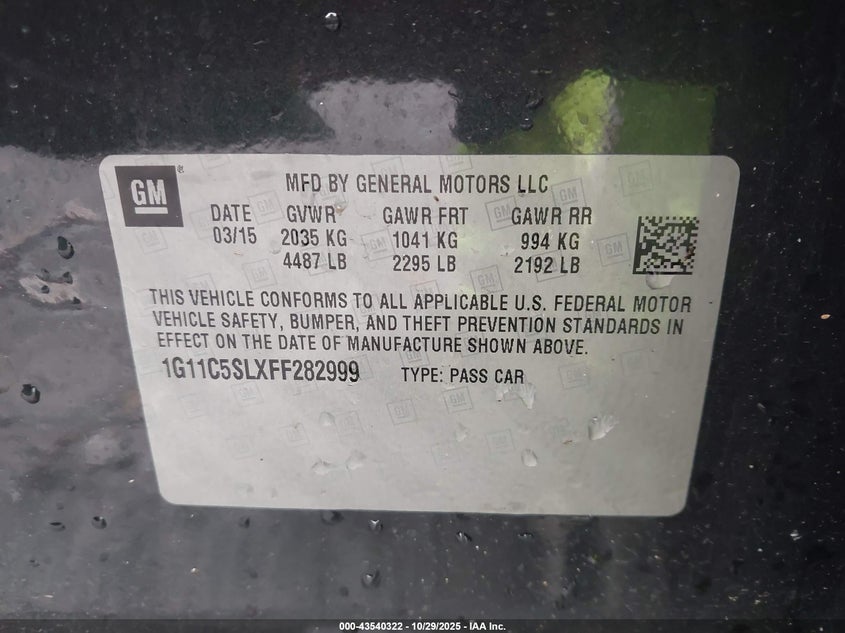 GM
MFD BY GENERAL MOTORS LLC
DATE GVWR GAWR FRT GAWR RR
03/15 2035 KG 1041 KG 994 KG
4487 LB 2295 LB 2192 LB
THIS VEHICLE CONFORMS TO ALL APPLICABLE U.S. FEDERAL MOTOR
VEHICLE SAFETY, BUMPER, AND THEFT PREVENTION STANDARDS IN
EFFECT ON THE DATE OF MANUFACTURE SHOWN ABOVE.
1G11C5SLXFF282999 TYPE: PASS CAR
000-43540322 - 10/29/2025 - IAA Inc.